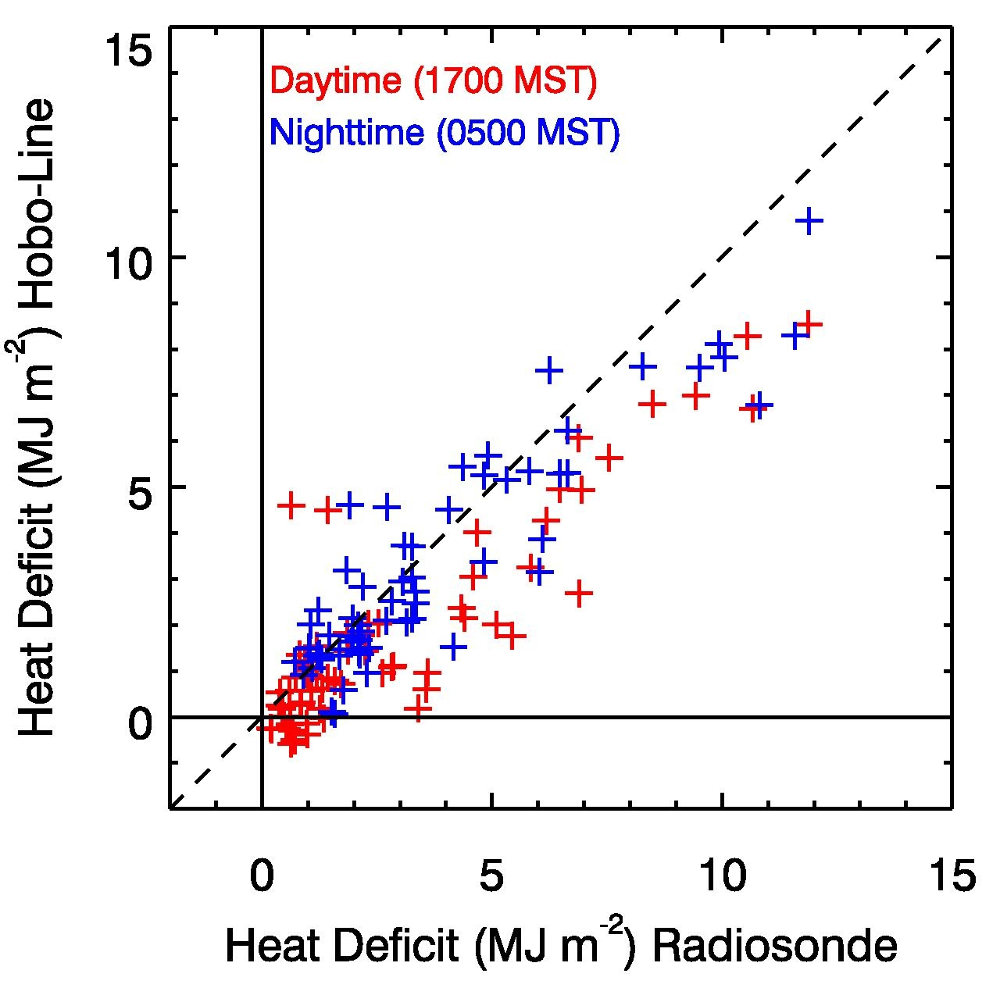 Heat Deficit (MJ m-2) Hobo-Line
15
10
5
0
Daytime (1700 MST)
Nighttime (0500 MST)
0 5 10 15
Heat Deficit (MJ m-2) Radiosonde